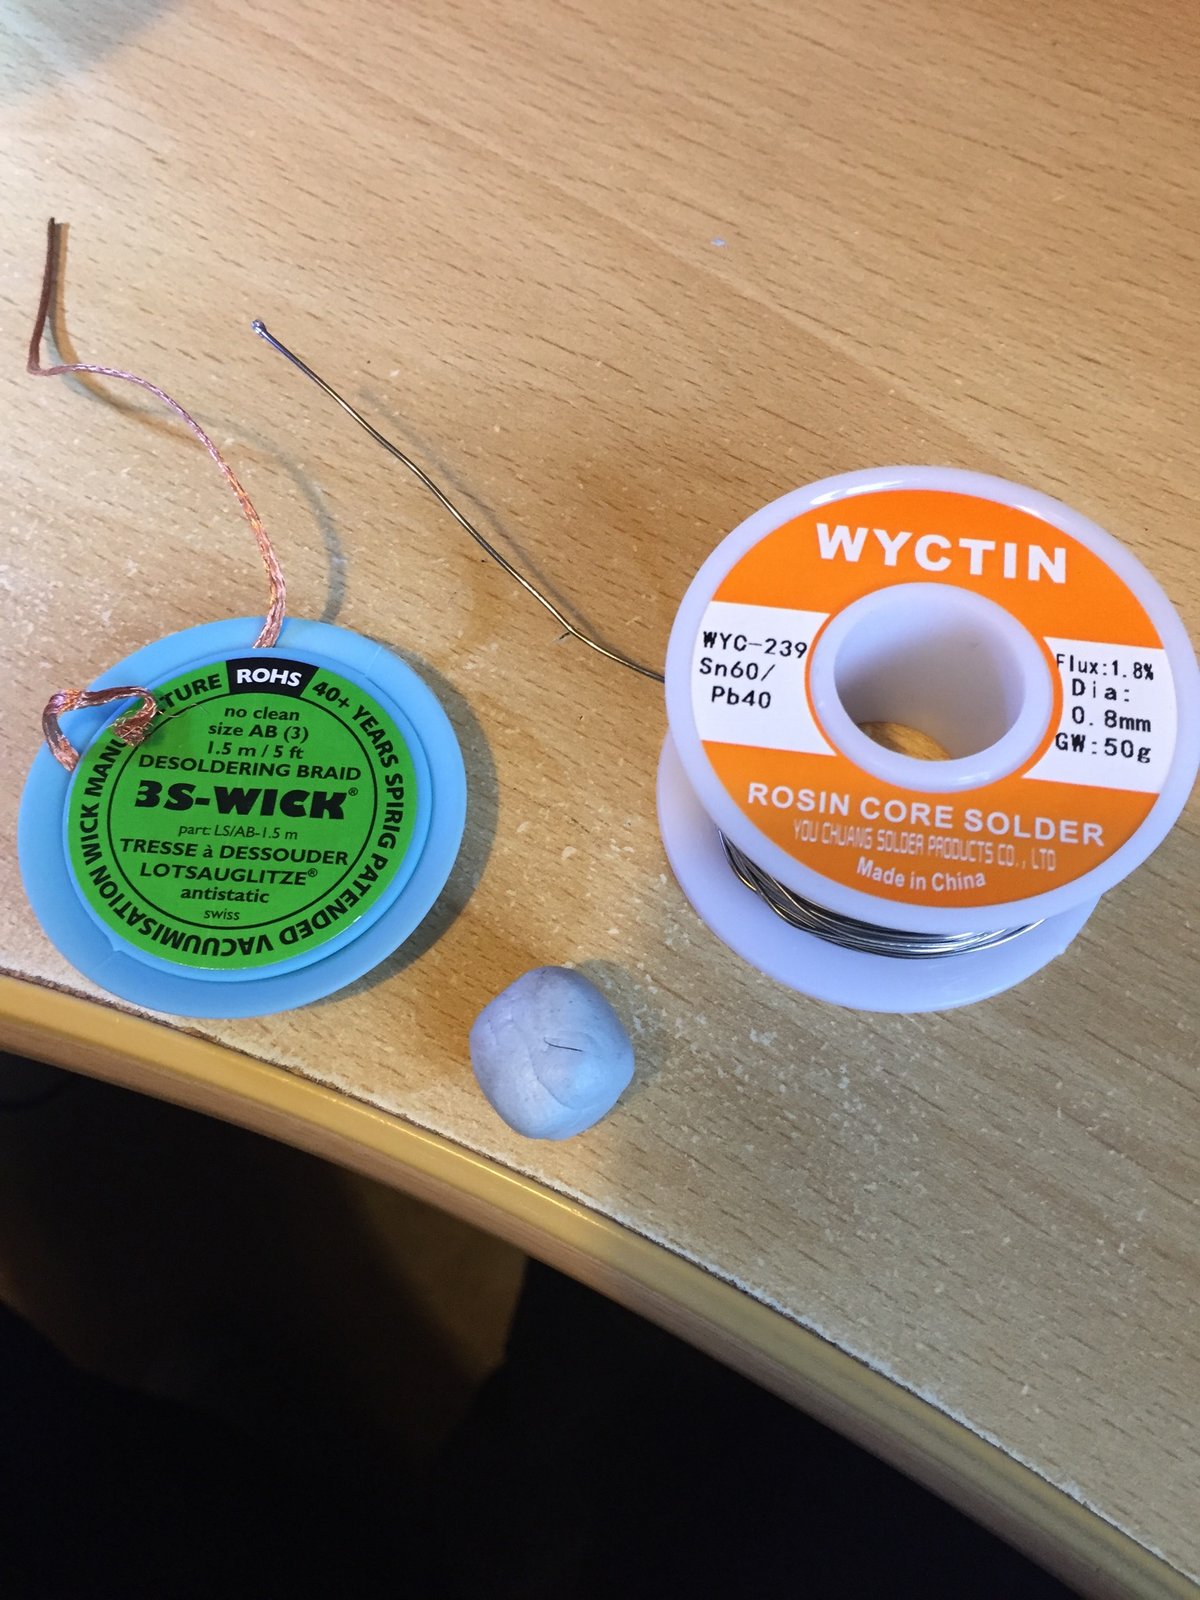 ROHS
40+ YEARS SPIRIG PATENDED VACUUMISATION WICK MANU TURE
no clean
size AB (3)
1.5 m / 5 ft
DESOLDERING BRAID
3S-WICK®
part: LS/AB-1.5 m
TRESSE à DESSOUDER
LOTSAUGLITZE®
antistatic
swiss
WYCTIN
WYC-239
Sn60/
Pb40
Flux:1.8%
Dia:
0.8mm
GW:50g
ROSIN CORE SOLDER
YOU CHUANG SOLDER PRODUCTS CO., LTD
Made in China